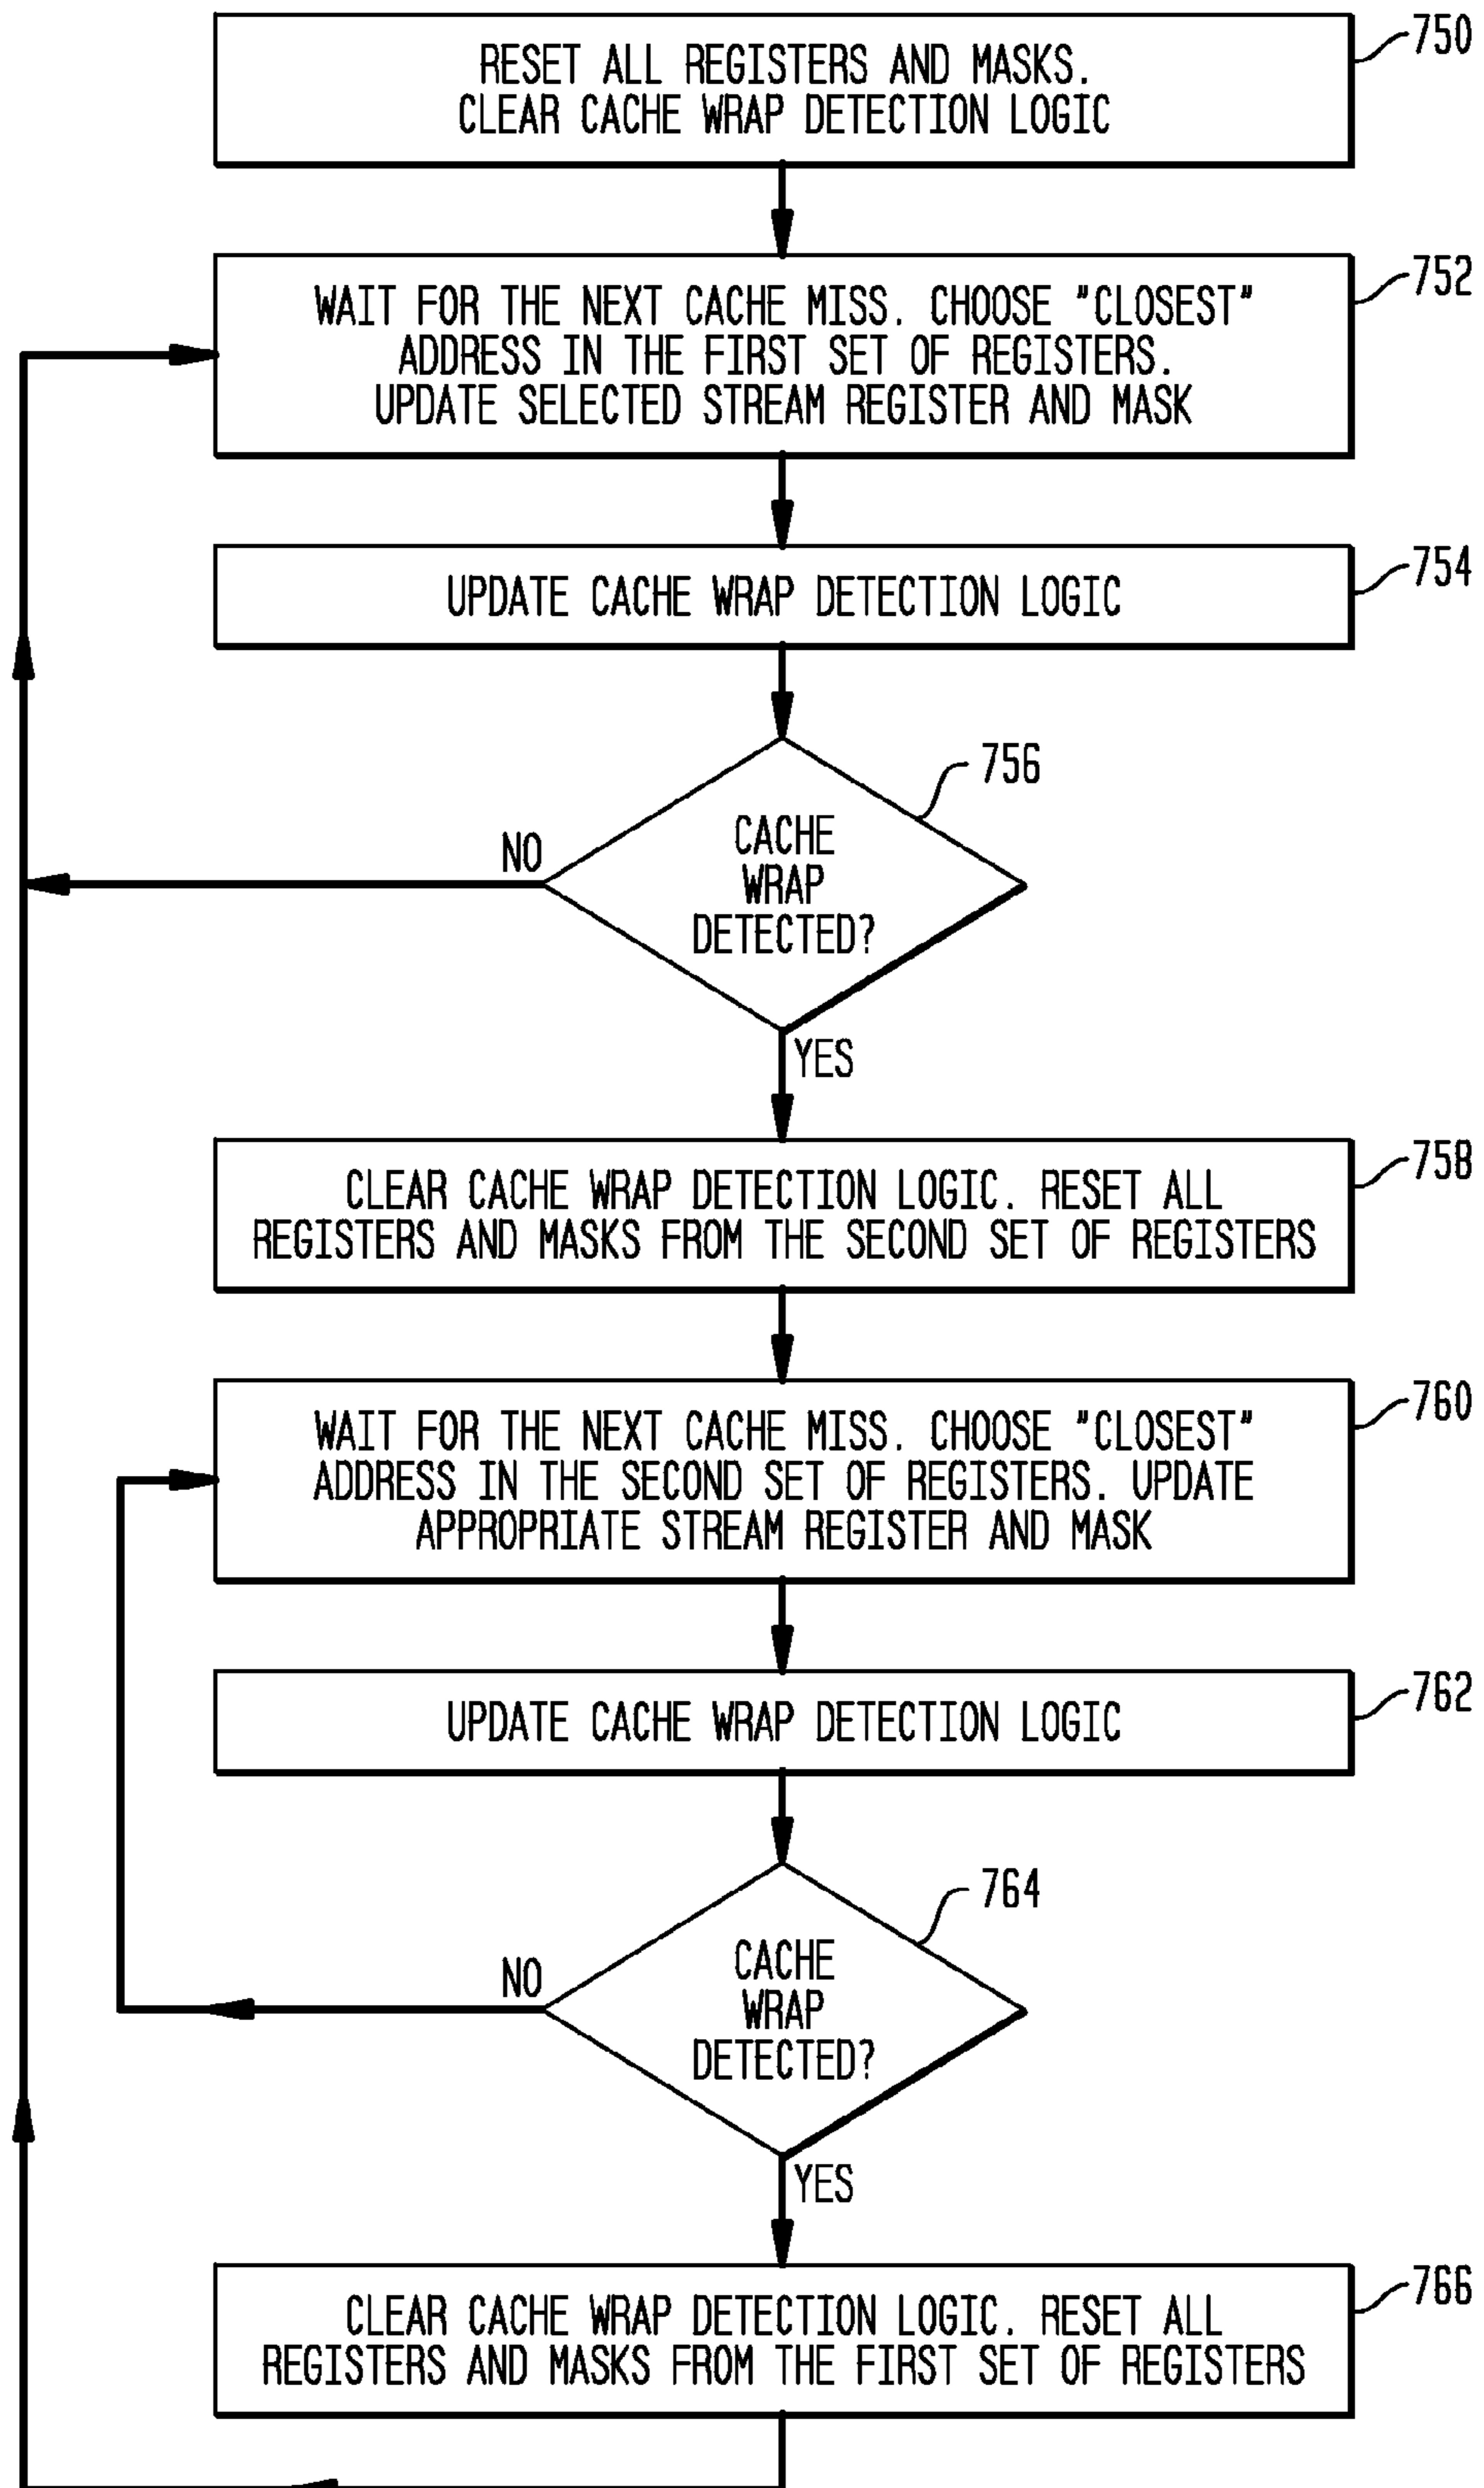 750
RESET ALL REGISTERS AND MASKS.
CLEAR CACHE WRAP DETECTION LOGIC
752
WAIT FOR THE NEXT CACHE MISS. CHOOSE "CLOSEST"
ADDRESS IN THE FIRST SET OF REGISTERS.
UPDATE SELECTED STREAM REGISTER AND MASK
754
UPDATE CACHE WRAP DETECTION LOGIC
756
CACHE
WRAP
DETECTED?
NO
YES
758
CLEAR CACHE WRAP DETECTION LOGIC. RESET ALL
REGISTERS AND MASKS FROM THE SECOND SET OF REGISTERS
760
WAIT FOR THE NEXT CACHE MISS. CHOOSE "CLOSEST"
ADDRESS IN THE SECOND SET OF REGISTERS. UPDATE
APPROPRIATE STREAM REGISTER AND MASK
762
UPDATE CACHE WRAP DETECTION LOGIC
764
CACHE
WRAP
DETECTED?
NO
YES
766
CLEAR CACHE WRAP DETECTION LOGIC. RESET ALL
REGISTERS AND MASKS FROM THE FIRST SET OF REGISTERS